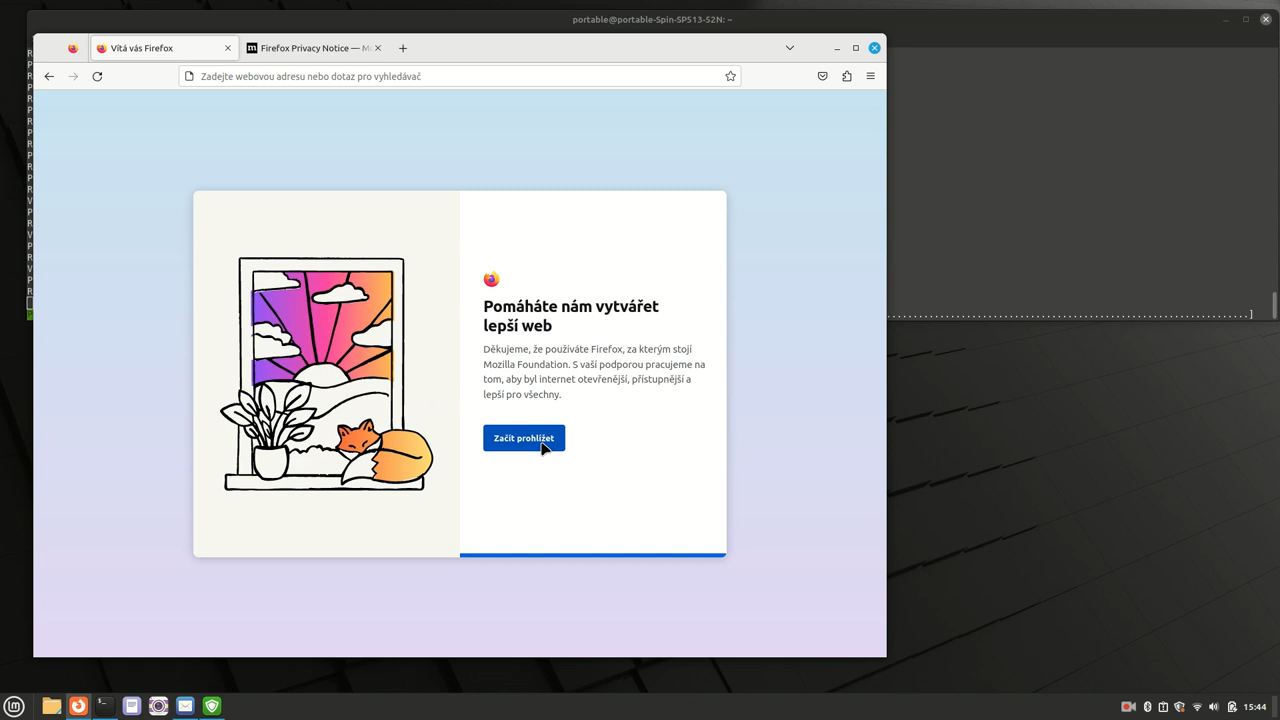 portable@portable-Spin-SP513-52N: ~
Vítá vás Firefox
Firefox Privacy Notice — M
Zadejte webovou adresu nebo dotaz pro vyhledávač
R
P
R
P
R
P
R
P
R
P
R
P
R
V
P
R
V
P
R
V
P
R
Pomáháte nám vytvářet
lepší web
Děkujeme, že používáte Firefox, za kterým stojí
Mozilla Foundation. S vaší podporou pracujeme na
tom, aby byl internet otevřenější, přístupnější a
lepší pro všechny.
Začít prohlížet
15:44